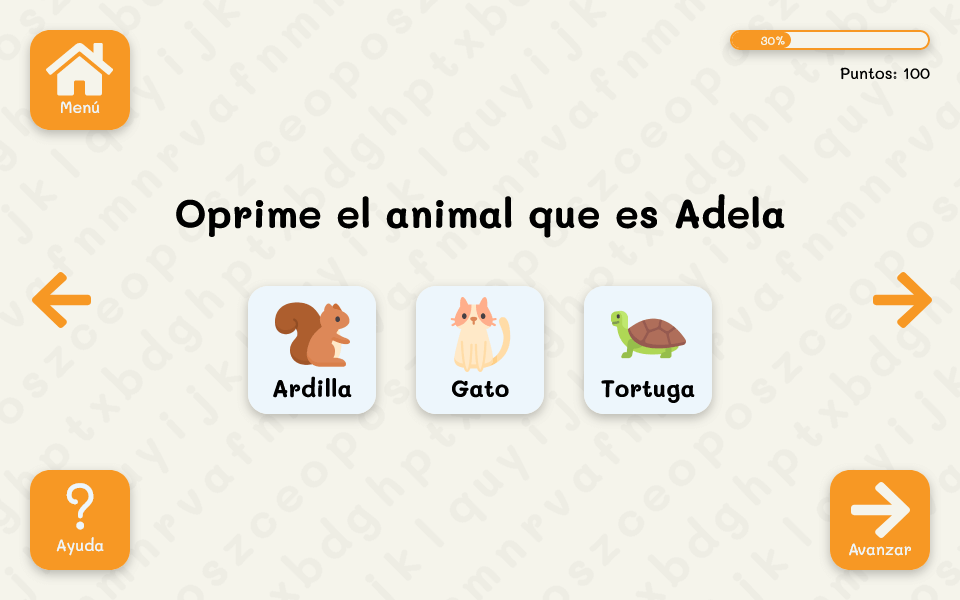 Menú
30%
Puntos: 100
Oprime el animal que es Adela
Ardilla
Gato
Tortuga
Ayuda
Avanzar